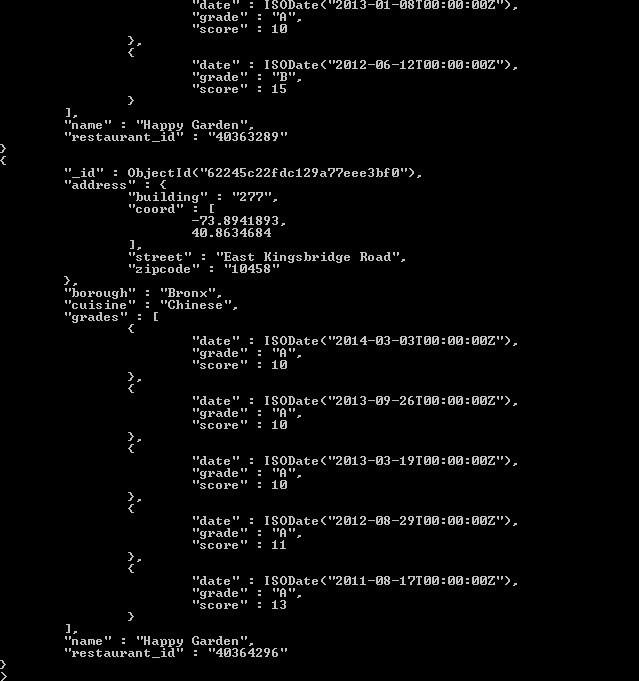 "date" : ISODate("2013-01-08T00:00:00Z"),
"grade" : "A",
"score" : 10
},
{
"date" : ISODate("2012-06-12T00:00:00Z"),
"grade" : "B",
"score" : 15
}
],
"name" : "Happy Garden",
"restaurant_id" : "40363289"
}
{
"_id" : ObjectId("62245c22fdc129a77eee3bf0"),
"address" : {
"building" : "277",
"coord" : [
-73.8941893,
40.8634684
],
"street" : "East Kingsbridge Road",
"zipcode" : "10458"
},
"borough" : "Bronx",
"cuisine" : "Chinese",
"grades" : [
{
"date" : ISODate("2014-03-03T00:00:00Z"),
"grade" : "A",
"score" : 10
},
{
"date" : ISODate("2013-09-26T00:00:00Z"),
"grade" : "A",
"score" : 10
},
{
"date" : ISODate("2013-03-19T00:00:00Z"),
"grade" : "A",
"score" : 10
},
{
"date" : ISODate("2012-08-29T00:00:00Z"),
"grade" : "A",
"score" : 11
},
{
"date" : ISODate("2011-08-17T00:00:00Z"),
"grade" : "A",
"score" : 13
}
],
"name" : "Happy Garden",
"restaurant_id" : "40364296"
}
>